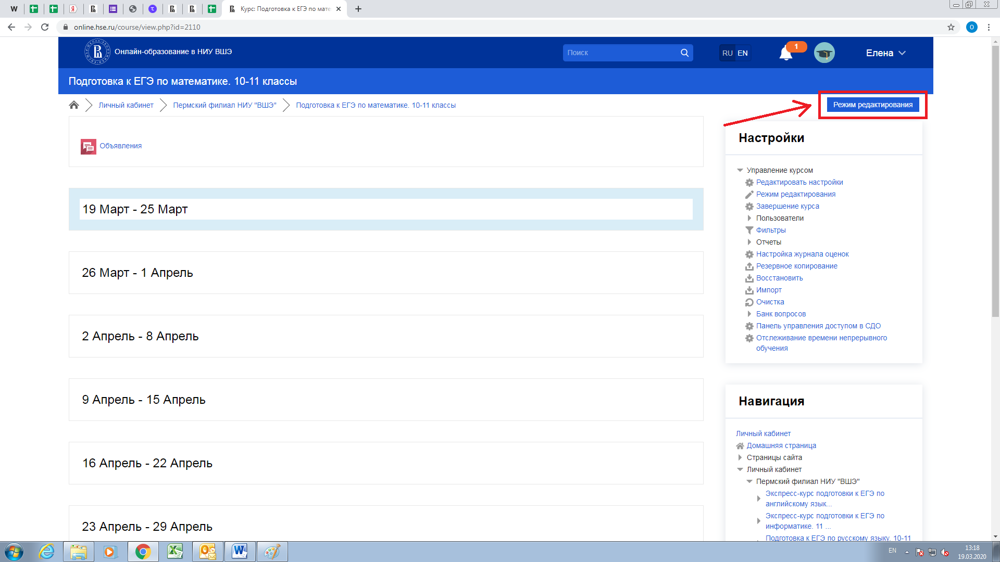 Курс: Подготовка к ЕГЭ по мате
online.hse.ru/course/view.php?id=2110
Онлайн-образование в НИУ ВШЭ
Поиск
RU EN
1
Елена
Подготовка к ЕГЭ по математике. 10-11 классы
Личный кабинет
Пермский филиал НИУ "ВШЭ"
Подготовка к ЕГЭ по математике. 10-11 классы
Режим редактирования
Объявления
19 Март - 25 Март
26 Март - 1 Апрель
2 Апрель - 8 Апрель
9 Апрель - 15 Апрель
16 Апрель - 22 Апрель
23 Апрель - 29 Апрель
Настройки
Управление курсом
Редактировать настройки
Режим редактирования
Завершение курса
Пользователи
Фильтры
Отчеты
Настройка журнала оценок
Резервное копирование
Восстановить
Импорт
Очистка
Банк вопросов
Панель управления доступом в СДО
Отслеживание времени непрерывного
обучения
Навигация
Личный кабинет
Домашняя страница
Страницы сайта
Личный кабинет
Пермский филиал НИУ "ВШЭ"
Экспресс-курс подготовки к ЕГЭ по
английскому язык...
Экспресс-курс подготовки к ЕГЭ по
информатике. 11 ...
Подготовка к ЕГЭ по русскому языку. 10-11
EN
13:18
19.03.2020